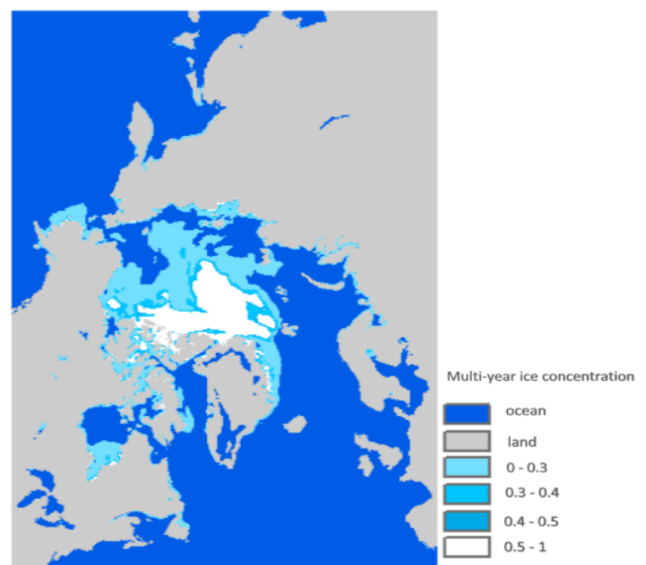 Multi-year ice concentration
ocean
land
0 - 0.3
0.3 - 0.4
0.4 - 0.5
0.5 - 1